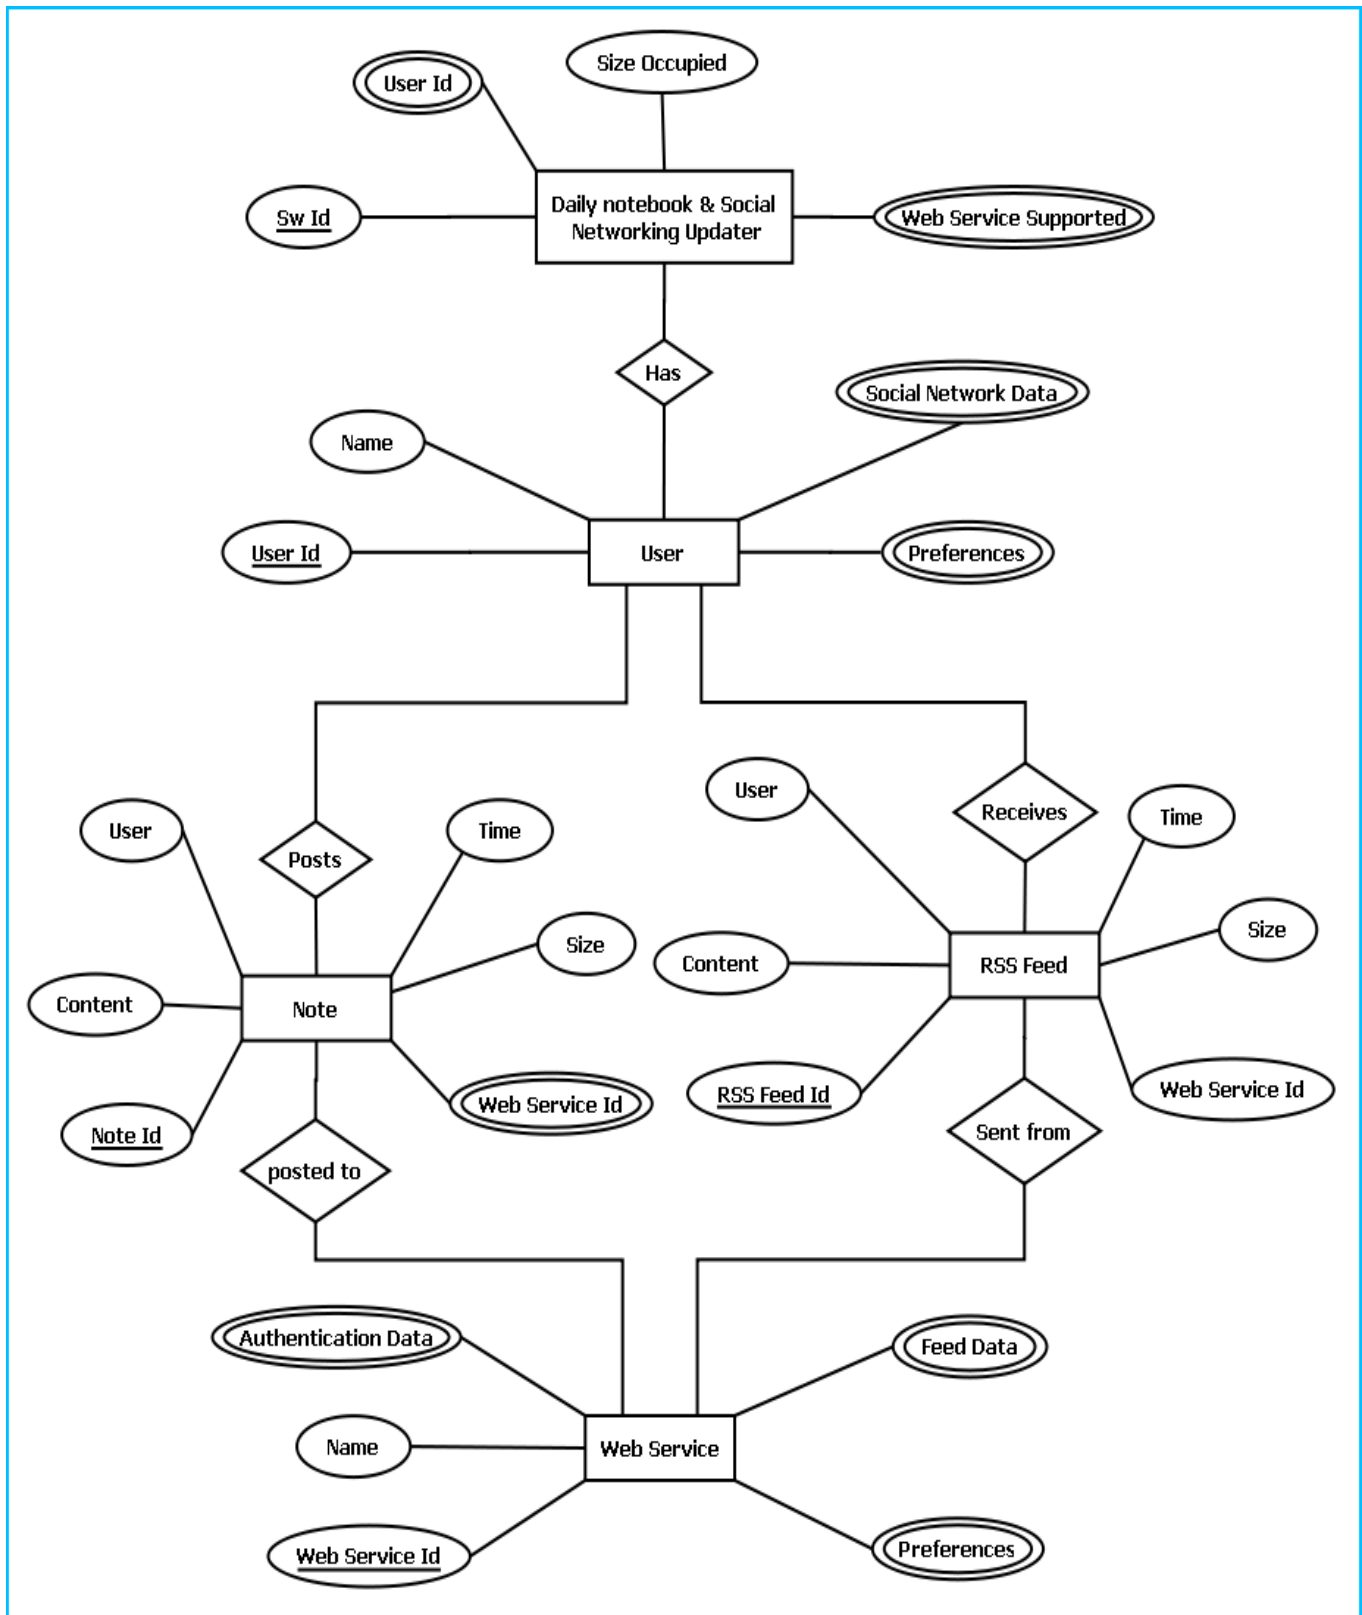 Size Occupied
User Id
Sw Id
Daily notebook & Social
Networking Updater
Web Service Supported
Has
Social Network Data
Name
User Id
User
Preferences
User
Time
Posts
Size
Content
Note
Web Service Id
Note Id
posted to
User
Receives
Time
Size
Content
RSS Feed
RSS Feed Id
Web Service Id
Sent from
Authentication Data
Feed Data
Name
Web Service
Web Service Id
Preferences